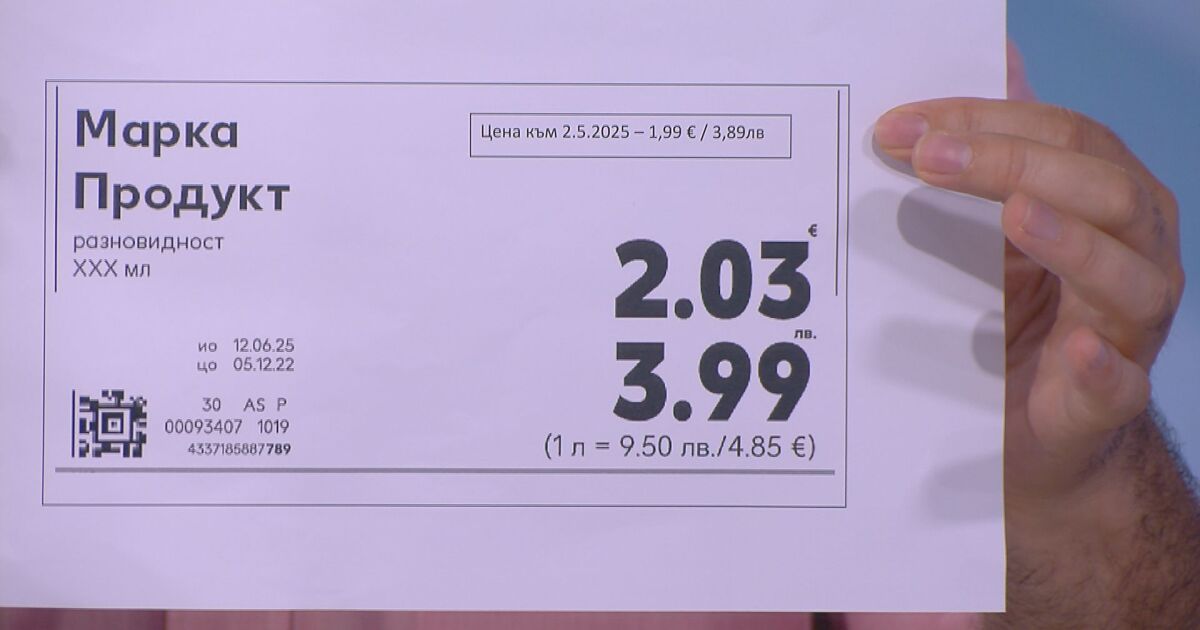 Марка
Продукт
разновидност
XXX мл
Цена към 2.5.2025 – 1,99 € / 3,89лв
€
2.03
лв.
3.99
(1 л = 9.50 лв./4.85 €)
ио 12.06.25
цо 05.12.22
30 AS P
00093407 1019
4337185887789